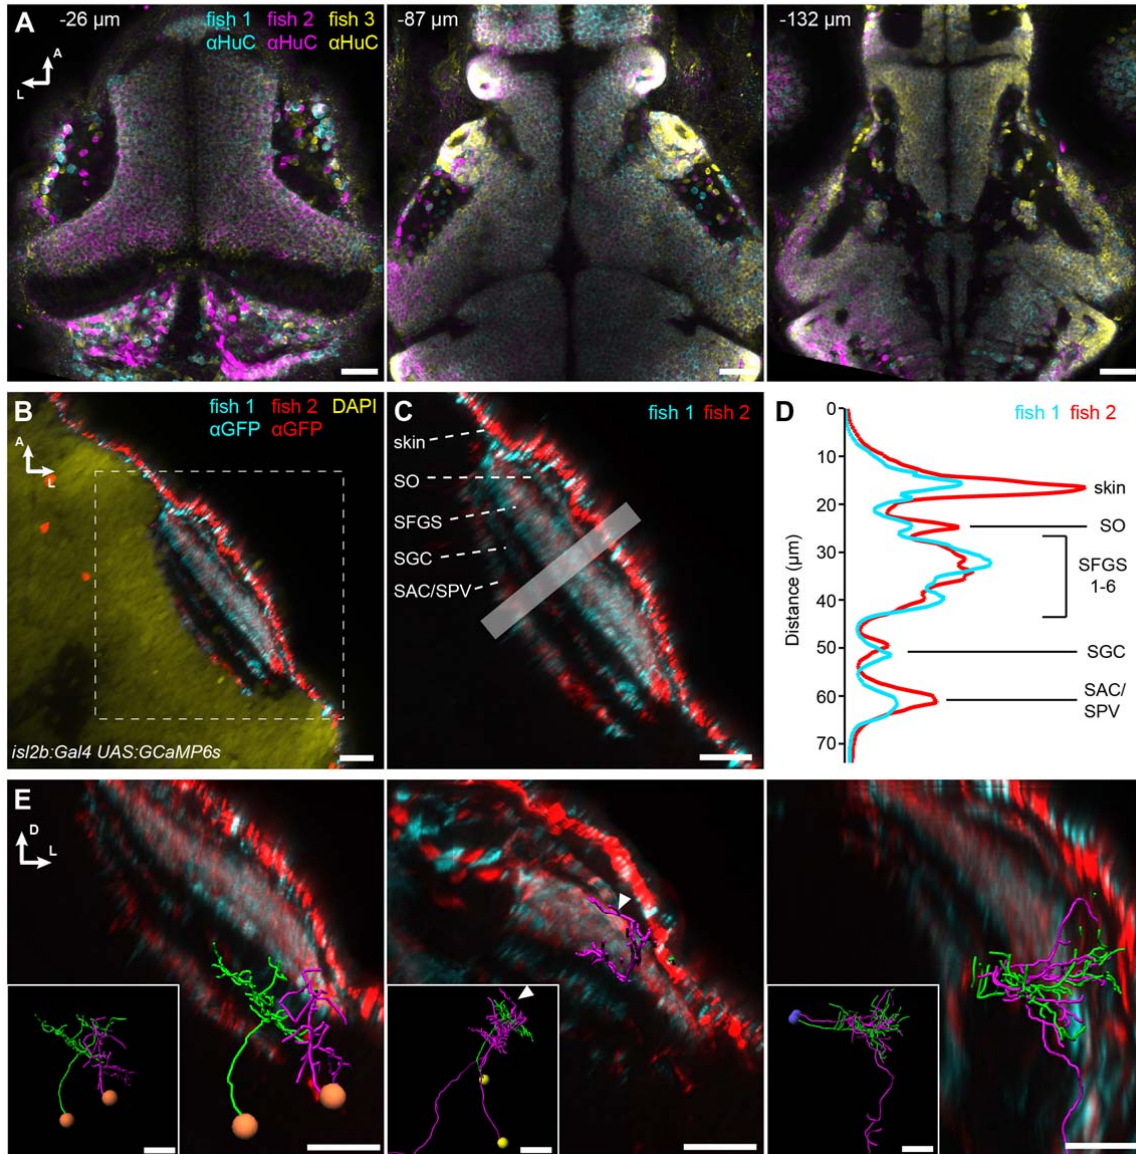 A
-26 µm
fish 1 fish 2 fish 3
αHuC αHuC αHuC
A
L
-87 µm
-132 µm
B
fish 1 fish 2 DAPI
αGFP αGFP
A
L
isl2b:Gal4 UAS:GCaMP6s
C
fish 1 fish 2
skin
SO
SFGS
SGC
SAC/SPV
D
fish 1 fish 2
0
10
20
30
40
50
60
70
Distance (µm)
skin
SO
SFGS
1-6
SGC
SAC/
SPV
E
D
L